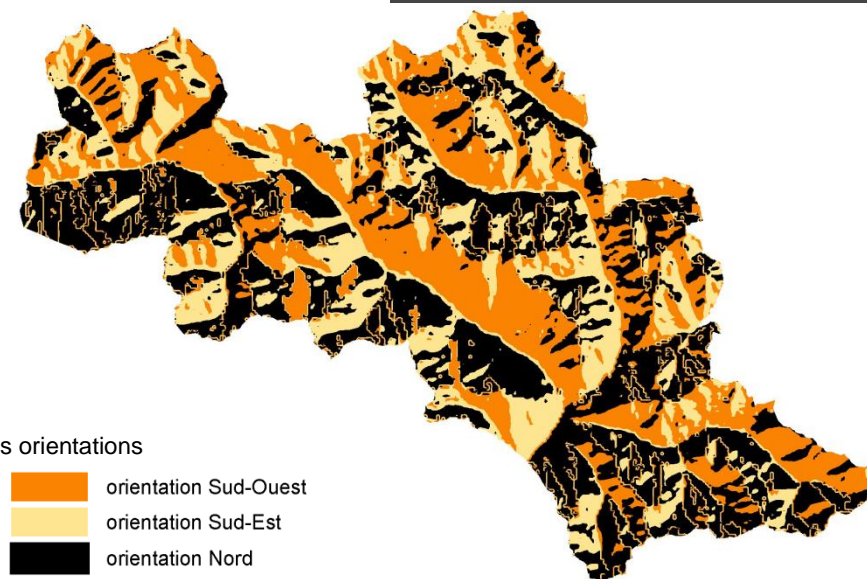 s orientations
orientation Sud-Ouest
orientation Sud-Est
orientation Nord